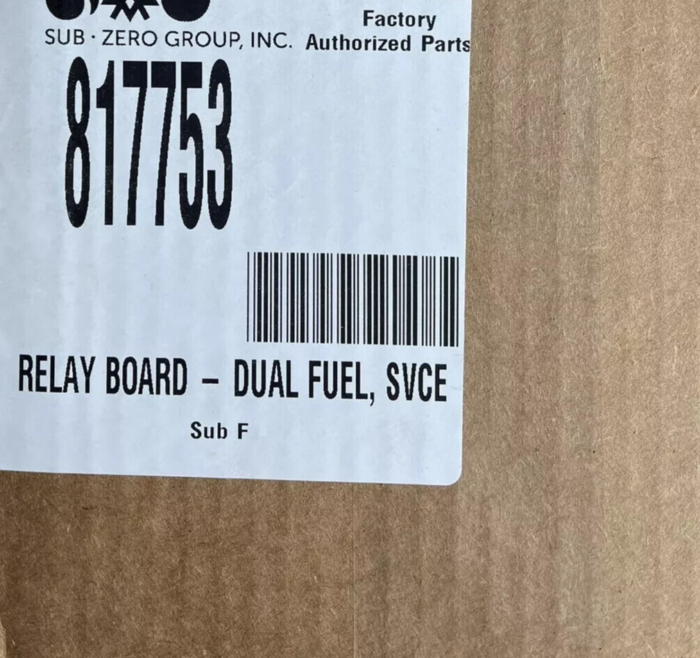 Factory
SUB · ZERO GROUP, INC. Authorized Parts
817753
RELAY BOARD – DUAL FUEL, SVCE
Sub F